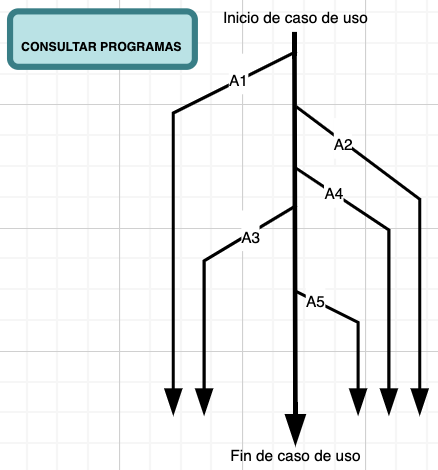 Inicio de caso de uso
CONSULTAR PROGRAMAS
A1
A2
A4
A3
A5
Fin de caso de uso